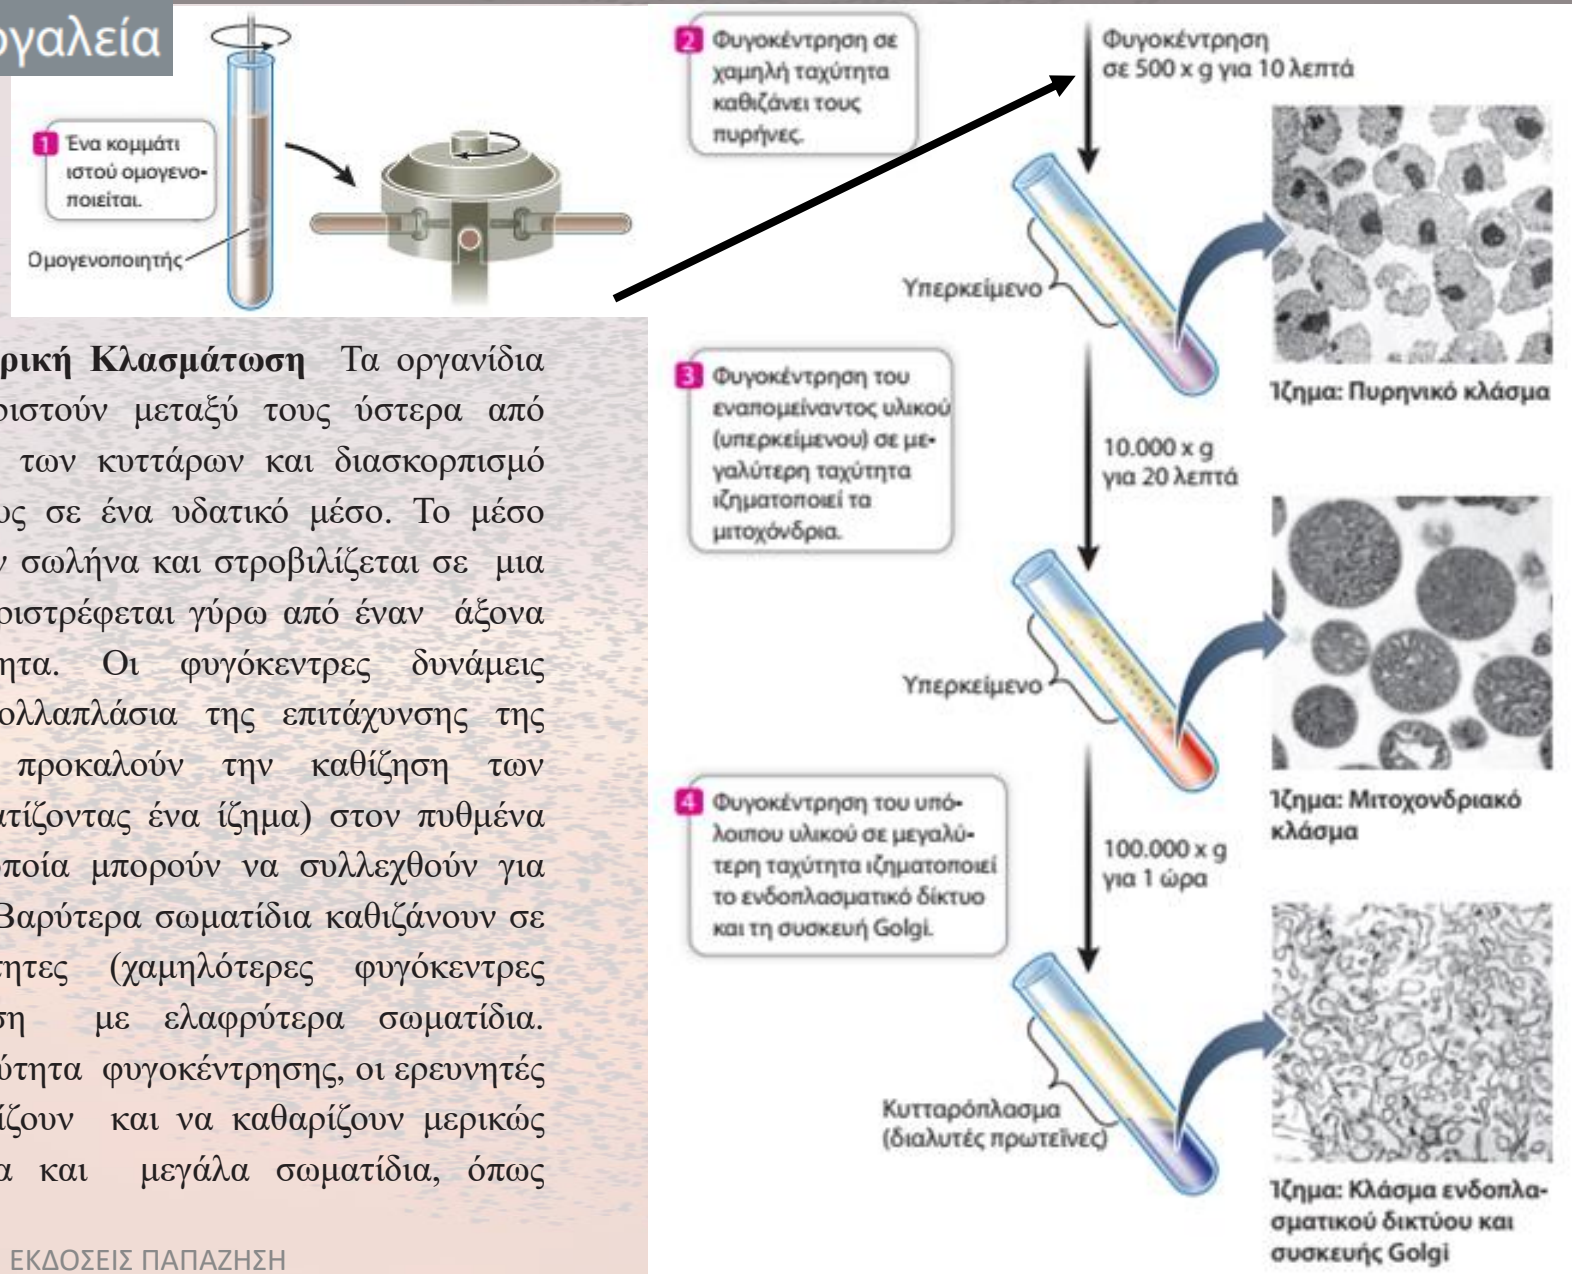 ργαλεία
1 Ένα κομμάτι
ιστού ομογενο-
ποιείται.
Ομογενοποιητής
ρική Κλασμάτωση Τα οργανίδια
ριστούν μεταξύ τους ύστερα από
των κυττάρων και διασκορπισμό
υς σε ένα υδατικό μέσο. Το μέσο
ν σωλήνα και στροβιλίζεται σε μια
ριστρέφεται γύρω από έναν άξονα
ητα. Οι φυγόκεντρες δυνάμεις
ολλαπλάσια της επιτάχυνσης της
προκαλούν την καθίζηση των
ατίζοντας ένα ίζημα) στον πυθμένα
οποία μπορούν να συλλεχθούν για
Βαρύτερα σωματίδια καθιζάνουν σε
τητες (χαμηλότερες φυγόκεντρες
ση με ελαφρύτερα σωματίδια.
ύτητα φυγοκέντρησης, οι ερευνητές
ίζουν και να καθαρίζουν μερικώς
α και μεγάλα σωματίδια, όπως
ΕΚΔΟΣΕΙΣ ΠΑΠΑΖΗΣΗ
2 Φυγοκέντρηση σε
χαμηλή ταχύτητα
καθιζάνει τους
πυρήνες.
Φυγοκέντρηση
σε 500 x g για 10 λεπτά
Υπερκείμενο
Ίζημα: Πυρηνικό κλάσμα
3 Φυγοκέντρηση του
εναπομείναντος υλικού
(υπερκείμενου) σε με-
γαλύτερη ταχύτητα
ιζηματοποιεί τα
μιτοχόνδρια.
10.000 x g
για 20 λεπτά
Υπερκείμενο
Ίζημα: Μιτοχονδριακό
κλάσμα
4 Φυγοκέντρηση του υπό-
λοιπου υλικού σε μεγαλύ-
τερη ταχύτητα ιζηματοποιεί
το ενδοπλασματικό δίκτυο
και τη συσκευή Golgi.
100.000 x g
για 1 ώρα
Κυτταρόπλασμα
(διαλυτές πρωτεΐνες)
Ίζημα: Κλάσμα ενδοπλα-
σματικού δικτύου και
συσκευής Golgi